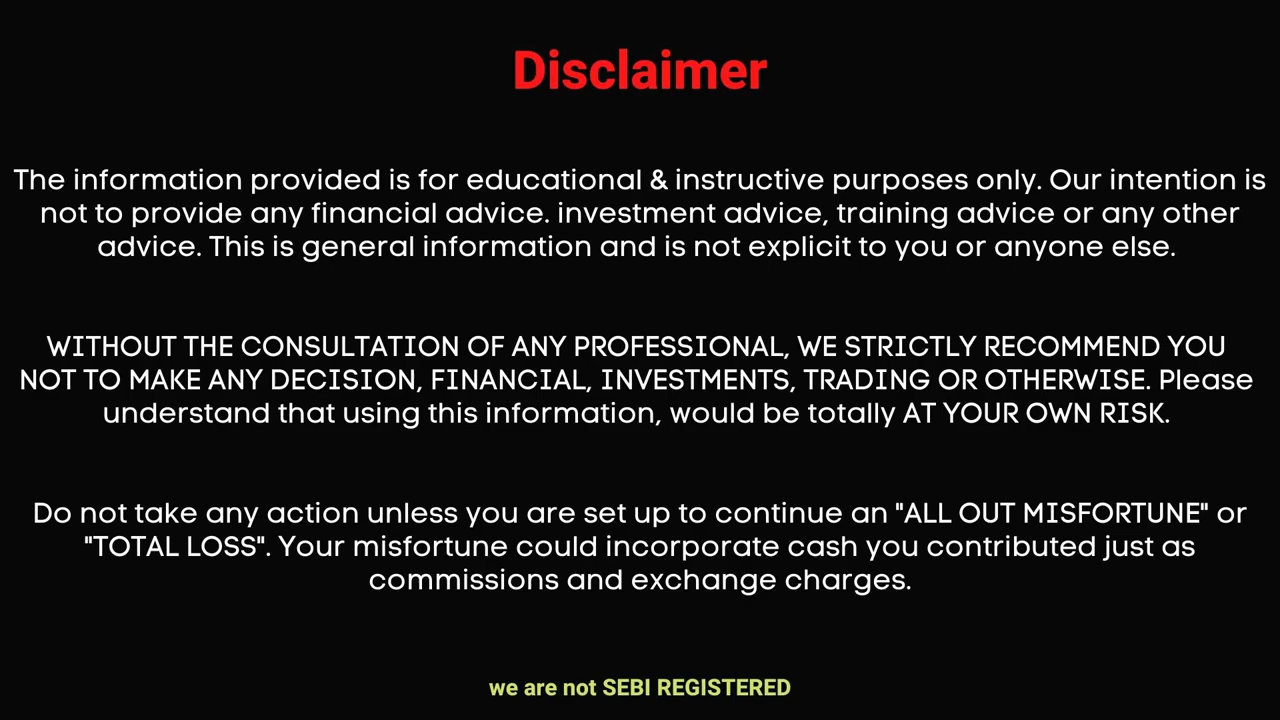 Disclaimer
The information provided is for educational & instructive purposes only. Our intention is
not to provide any financial advice. investment advice, training advice or any other
advice. This is general information and is not explicit to you or anyone else.
WITHOUT THE CONSULTATION OF ANY PROFESSIONAL, WE STRICTLY RECOMMEND YOU
NOT TO MAKE ANY DECISION, FINANCIAL, INVESTMENTS, TRADING OR OTHERWISE. Please
understand that using this information, would be totally AT YOUR OWN RISK.
Do not take any action unless you are set up to continue an "ALL OUT MISFORTUNE" or
"TOTAL LOSS". Your misfortune could incorporate cash you contributed just as
commissions and exchange charges.
we are not SEBI REGISTERED